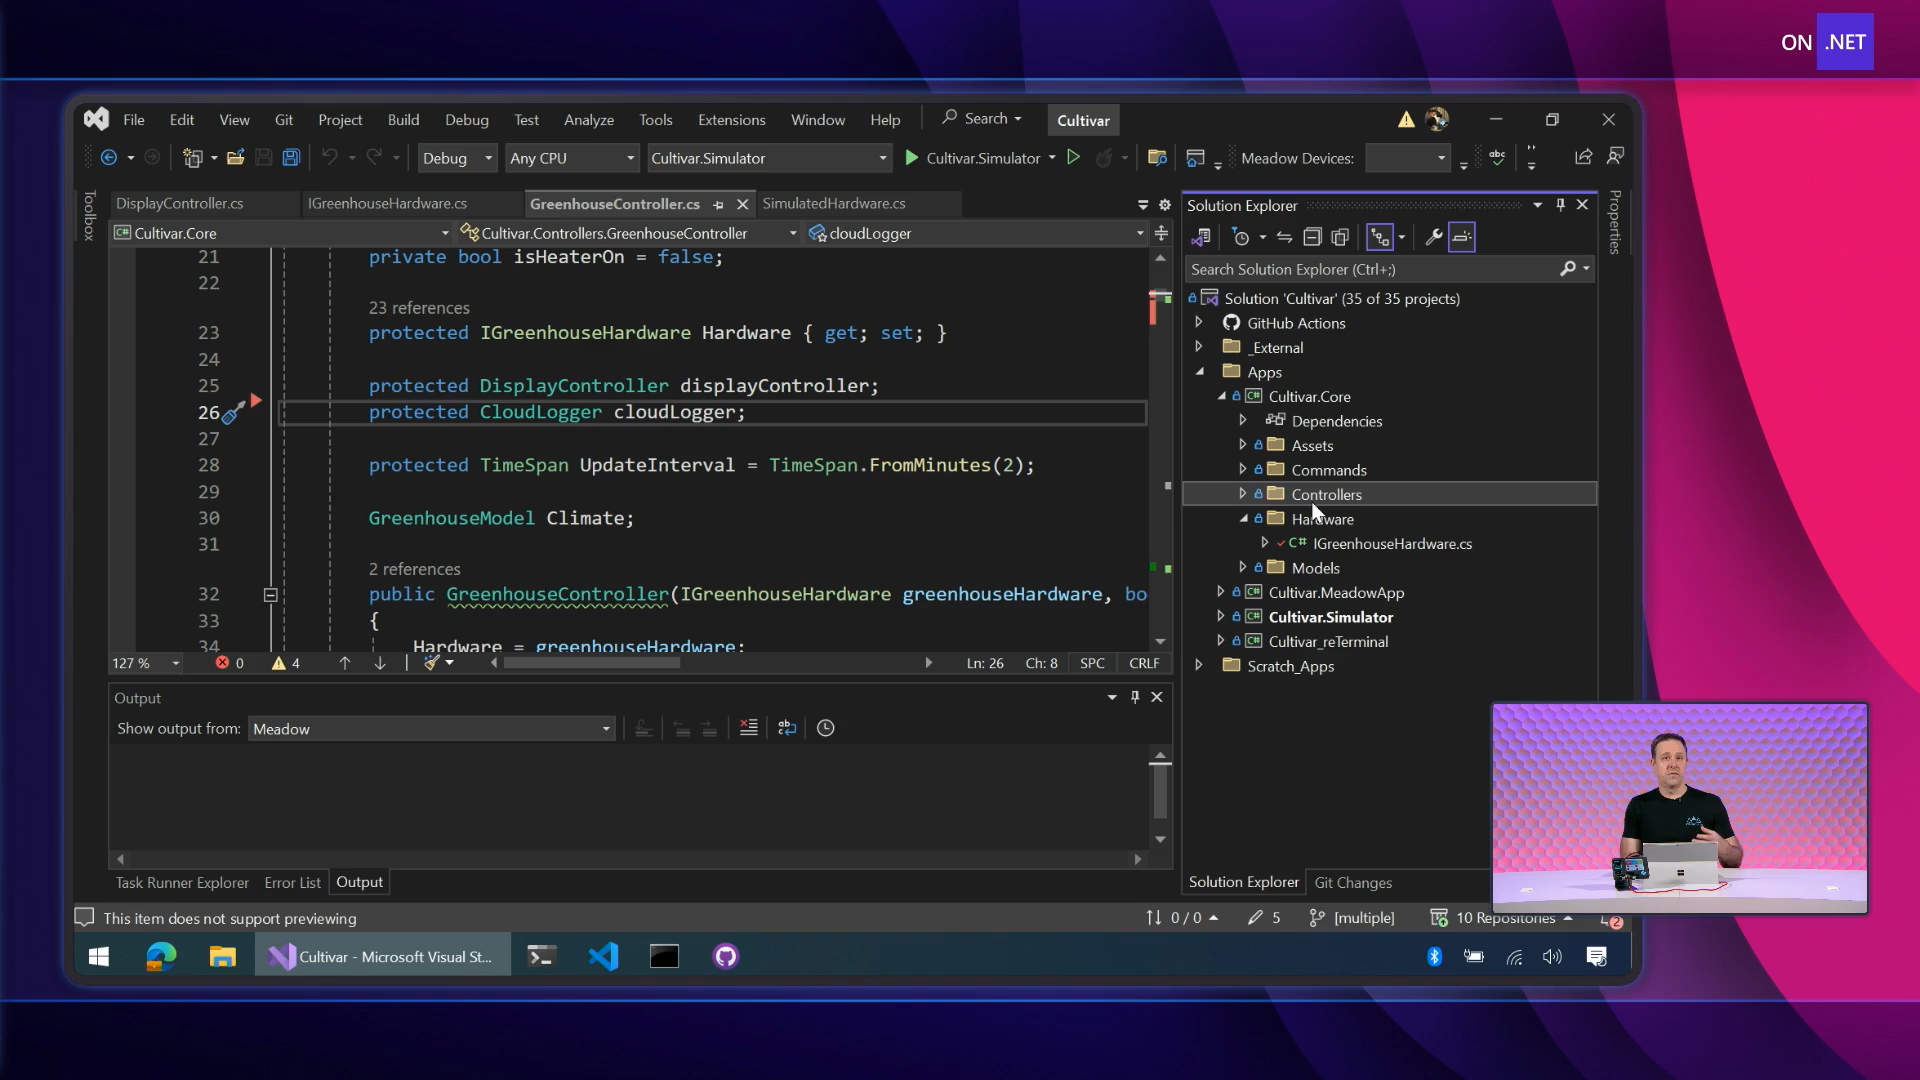 ON .NET
File Edit View Git Project Build Debug Test Analyze Tools Extensions Window Help Search Cultivar
Debug Any CPU Cultivar.Simulator Cultivar.Simulator Meadow Devices:
Toolbox
DisplayController.cs IGreenhouseHardware.cs GreenhouseController.cs SimulatedHardware.cs
Cultivar.Core Cultivar.Controllers.GreenhouseController cloudLogger
21 private bool isHeaterOn = false;
22
23 references
23 protected IGreenhouseHardware Hardware { get; set; }
24
25 protected DisplayController displayController;
26 protected CloudLogger cloudLogger;
27
28 protected TimeSpan UpdateInterval = TimeSpan.FromMinutes(2);
29
30 GreenhouseModel Climate;
31
2 references
32 public GreenhouseController(IGreenhouseHardware greenhouseHardware, bo
33 {
34 Hardware = greenhouseHardware;
127 % 0 4 Ln: 26 Ch: 8 SPC CRLF
Output
Show output from: Meadow
Task Runner Explorer Error List Output
Solution Explorer
Properties
Search Solution Explorer (Ctrl+;)
Solution 'Cultivar' (35 of 35 projects)
GitHub Actions
_External
Apps
Cultivar.Core
Dependencies
Assets
Commands
Controllers
Hardware
IGreenhouseHardware.cs
Models
Cultivar.MeadowApp
Cultivar.Simulator
Cultivar_reTerminal
Scratch_Apps
Solution Explorer Git Changes
This item does not support previewing 0 / 0 5 [multiple] 10 Repositories 2
Cultivar - Microsoft Visual St...